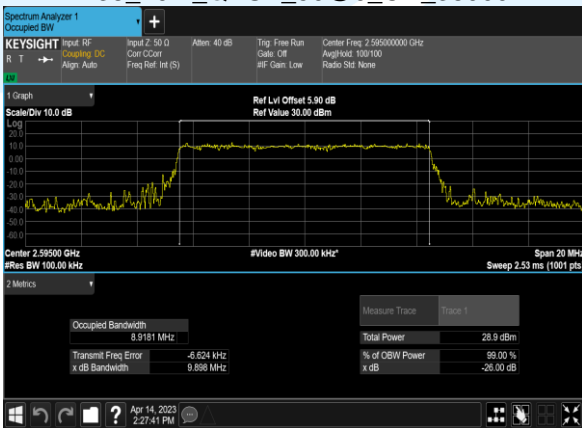 Spectrum Analyzer 1
Occupied BW
+
KEYSIGHT
R T
LW
Input: RF
Coupling: DC
Align: Auto
Input Z: 50 Ω
Corr CCorr
Freq Ref: Int (S)
Atten: 40 dB
Trig: Free Run
Gate: Off
#IF Gain: Low
Center Freq: 2.595000000 GHz
Avg|Hold: 100/100
Radio Std: None
1 Graph
Scale/Div 10.0 dB
Ref Lvl Offset 5.90 dB
Ref Value 30.00 dBm
Log
20.0
10.0
0.00
-10.0
-20.0
-30.0
-40.0
-50.0
-60.0
Center 2.59500 GHz
#Res BW 100.00 kHz
#Video BW 300.00 kHz*
Span 20 MHz
Sweep 2.53 ms (1001 pts)
2 Metrics
Measure Trace
Trace 1
Occupied Bandwidth
8.9181 MHz
Total Power
28.9 dBm
Transmit Freq Error
-6.624 kHz
% of OBW Power
99.00 %
x dB Bandwidth
9.898 MHz
x dB
-26.00 dB
?
Apr 14, 2023
2:27:41 PM